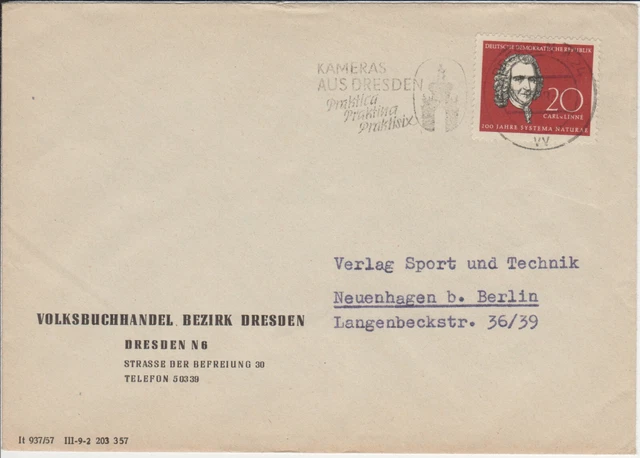 KAMERAS
AUS DRESDEN
Praktica
Praktina
Praktisix
DEUTSCHE DEMOKRATISCHE REPUBLIK
20
CARL v. LINNÉ
200 JAHRE SYSTEMA NATURAE
Verlag Sport und Technik
Neuenhagen b. Berlin
Langenbeckstr. 36/39
VOLKSBUCHHANDEL BEZIRK DRESDEN
DRESDEN N 6
STRASSE DER BEFREIUNG 30
TELEFON 50339
It 937/57 III-9-2 203 357